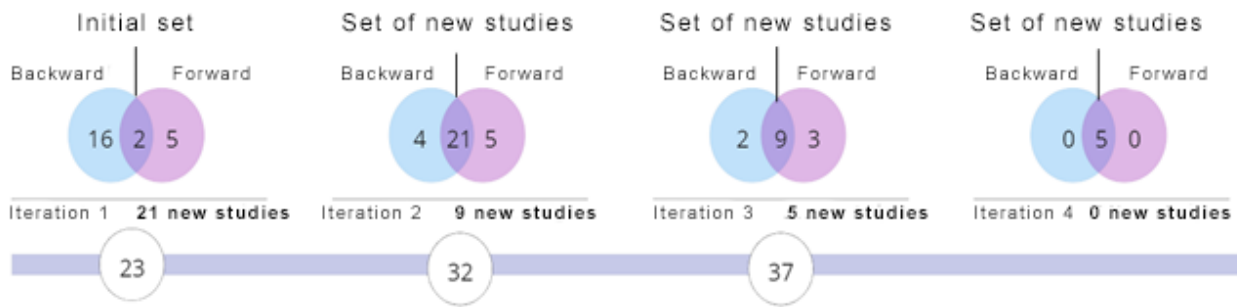 Initial set
Set of new studies
Set of new studies
Set of new studies
Backward
Forward
Backward
Forward
Backward
Forward
Backward
Forward
16 2 5
4 21 5
2 9 3
0 5 0
Iteration 1 21 new studies
Iteration 2 9 new studies
Iteration 3 5 new studies
Iteration 4 0 new studies
23
32
37